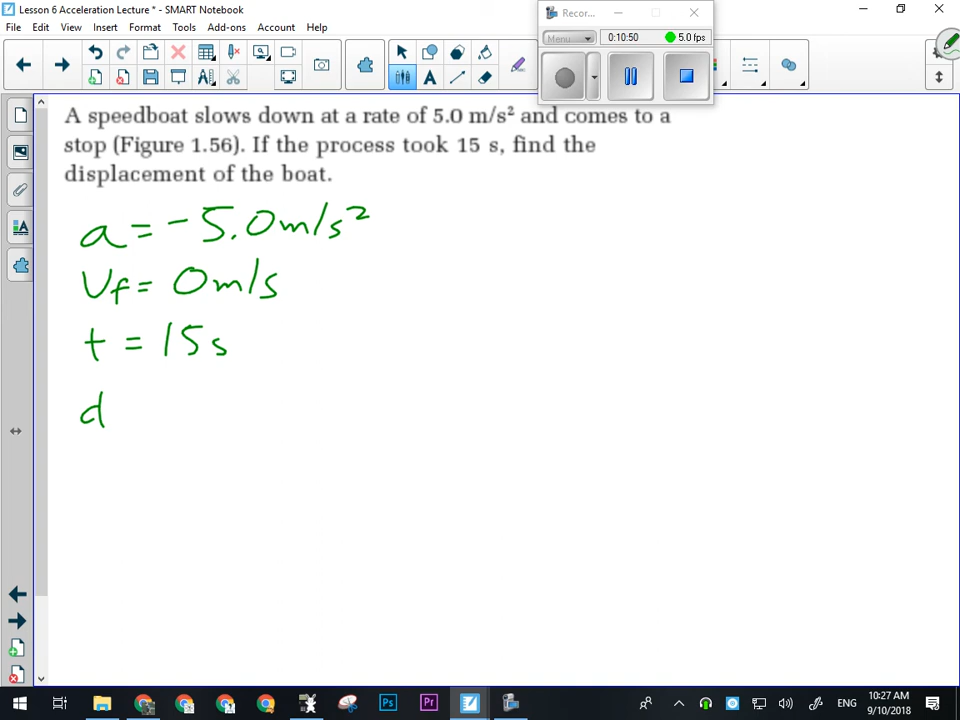 Lesson 6 Acceleration Lecture * - SMART Notebook
Recor...
File Edit View Insert Format Tools Add-ons Account Help
Menu
0:10:50
5.0 fps
A speedboat slows down at a rate of 5.0 m/s² and comes to a
stop (Figure 1.56). If the process took 15 s, find the
displacement of the boat.
a = -5.0m/s²
Vf = 0m/s
t = 15s
d
ENG
10:27 AM
9/10/2018